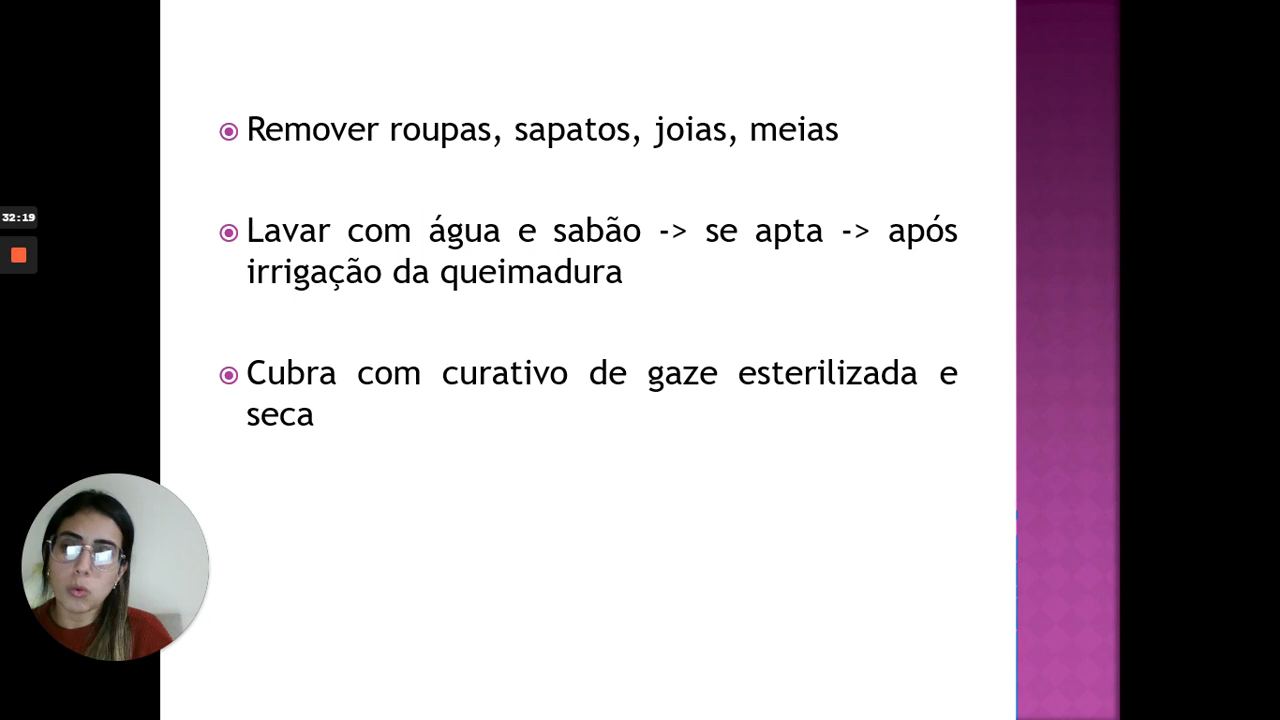 Remover roupas, sapatos, joias, meias
32:19
Lavar com água e sabão -> se apta -> após
irrigação da queimadura
Cubra com curativo de gaze esterilizada e
seca